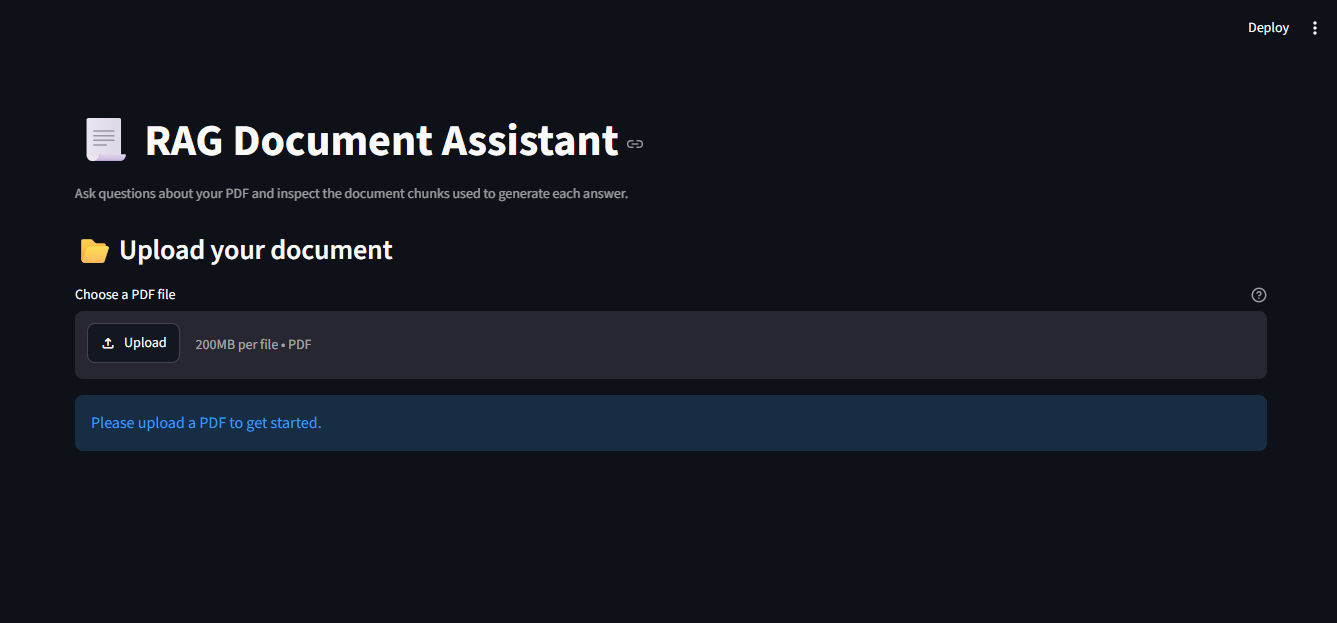 Deploy
RAG Document Assistant
Ask questions about your PDF and inspect the document chunks used to generate each answer.
Upload your document
Choose a PDF file
Upload
200MB per file • PDF
Please upload a PDF to get started.